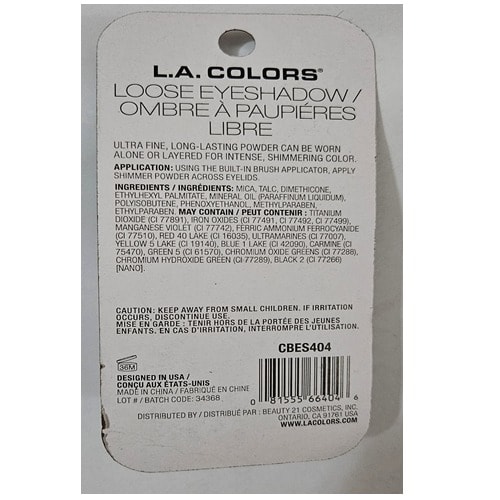 L.A. COLORS®
LOOSE EYESHADOW /
OMBRE À PAUPIÉRES
LIBRE
ULTRA FINE, LONG-LASTING POWDER CAN BE WORN
ALONE OR LAYERED FOR INTENSE, SHIMMERING COLOR.
APPLICATION: USING THE BUILT-IN BRUSH APPLICATOR, APPLY
SHIMMER POWDER ACROSS EYELIDS.
INGREDIENTS / INGRÉDIENTS: MICA, TALC, DIMETHICONE,
ETHYLHEXYL PALMITATE, MINERAL OIL (PARAFFINUM LIQUIDUM),
POLYISOBUTENE, PHENOXYETHANOL, METHYLPARABEN,
ETHYLPARABEN. MAY CONTAIN / PEUT CONTENIR : TITANIUM
DIOXIDE (CI 77891), IRON OXIDES (CI 77491, CI 77492, CI 77499),
MANGANESE VIOLET (CI 77742), FERRIC AMMONIUM FERROCYANIDE
(CI 77510), RED 40 LAKE (CI 16035), ULTRAMARINES (CI 77007),
YELLOW 5 LAKE (CI 19140), BLUE 1 LAKE (CI 42090), CARMINE (CI
75470), GREEN 5 (CI 61570), CHROMIUM OXIDE GREENS (CI 77288),
CHROMIUM HYDROXIDE GREEN (CI 77289), BLACK 2 (CI 77266)
[NANO].
CAUTION: KEEP AWAY FROM SMALL CHILDREN. IF IRRITATION
OCCURS, DISCONTINUE USE.
MISE EN GARDE : TENIR HORS DE LA PORTÉE DES JEUNES
ENFANTS. EN CAS D'IRRITATION, INTERROMPRE L'UTILISATION.
CBES404
36M
DESIGNED IN USA /
CONÇU AUX ÉTATS-UNIS
MADE IN CHINA / FABRIQUÉ EN CHINE
LOT # / BATCH CODE: 34368
0 81555 66404 6
DISTRIBUTED BY / DISTRIBUÉ PAR : BEAUTY 21 COSMETICS, INC.
ONTARIO, CA 91761 USA
WWW.LACOLORS.COM